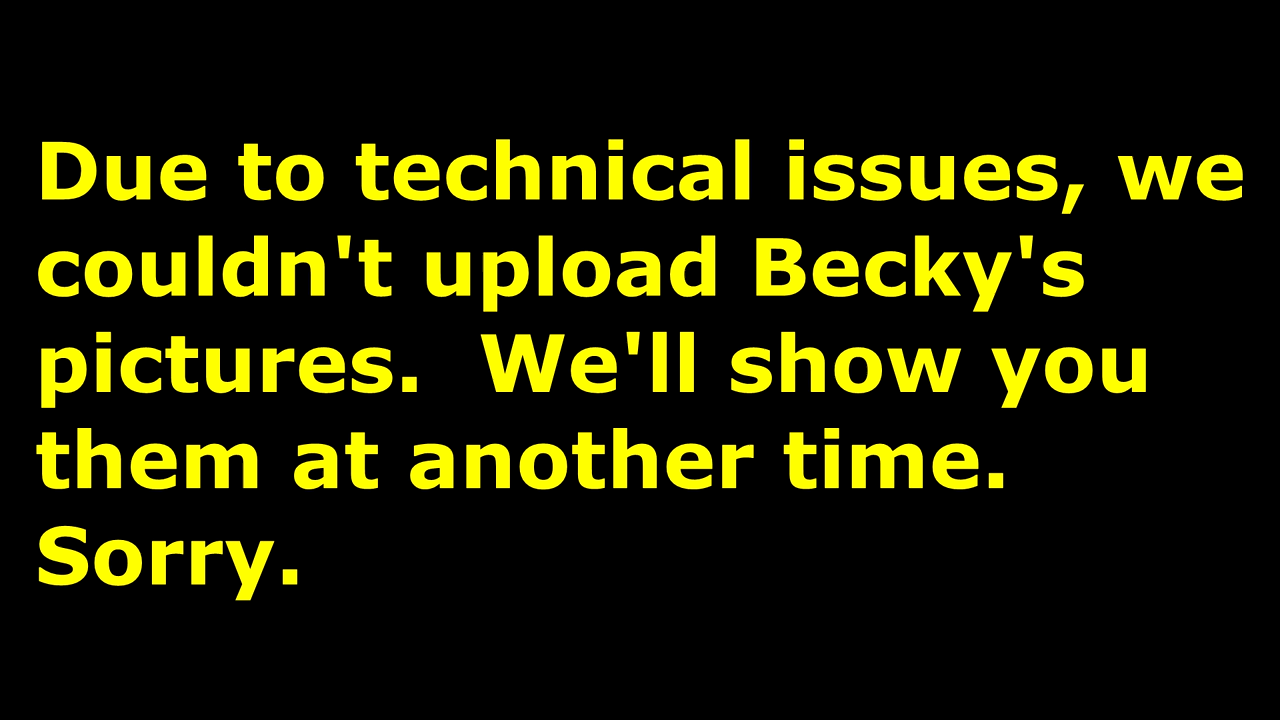 Due to technical issues, we
couldn't upload Becky's
pictures.  We'll show you
them at another time.
Sorry.